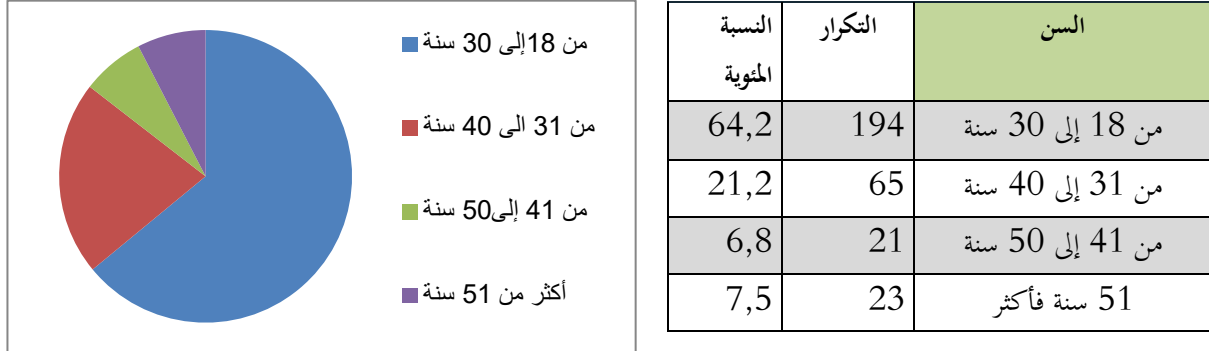 من 18إلى 30 سنة
من 31 الى 40 سنة
من 41 إلى50 سنة
أكثر من 51 سنة
السن التكرار النسبة
المئوية
من 18 إلى 30 سنة 194 64,2
من 31 إلى 40 سنة 65 21,2
من 41 إلى 50 سنة 21 6,8
51 سنة فأكثر 23 7,5